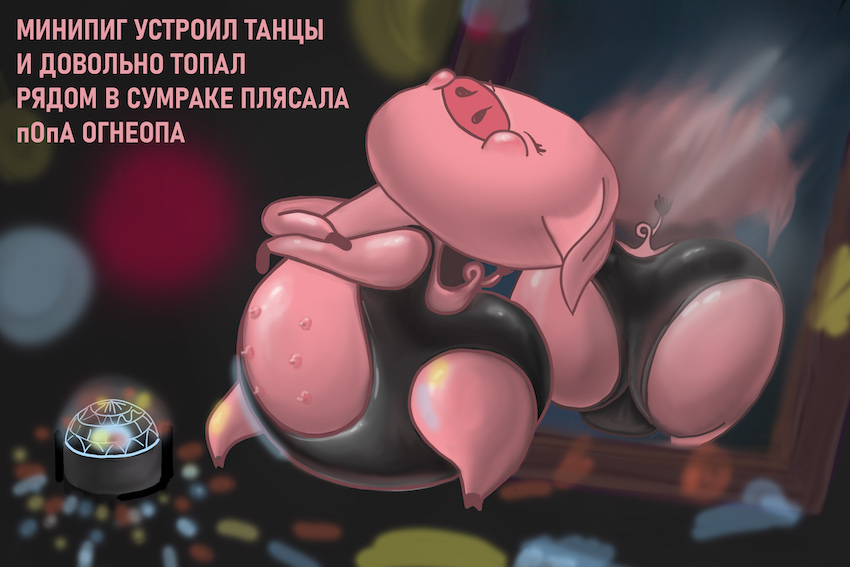 МИНИПИГ УСТРОИЛ ТАНЦЫ
И ДОВОЛЬНО ТОПАЛ
РЯДОМ В СУМРАКЕ ПЛЯСАЛА
пОпА ОГНЕОПА